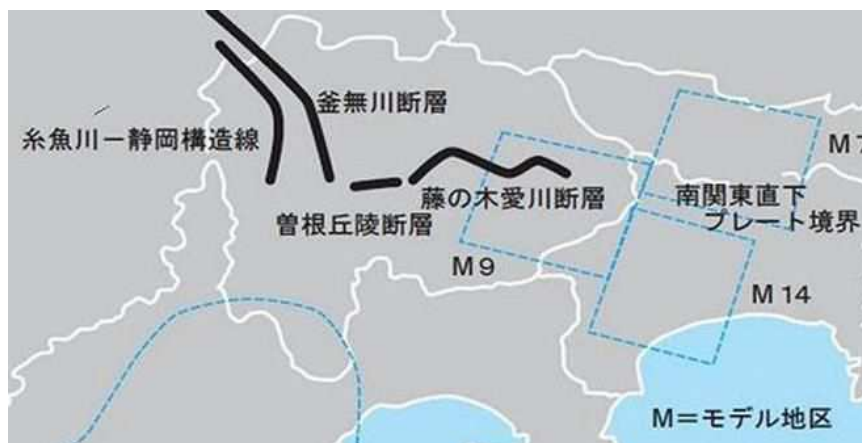 釜無川断層
糸魚川－静岡構造線
M7
藤の木愛川断層
南関東直下
プレート境界
曽根丘陵断層
M9
M14
M＝モデル地区